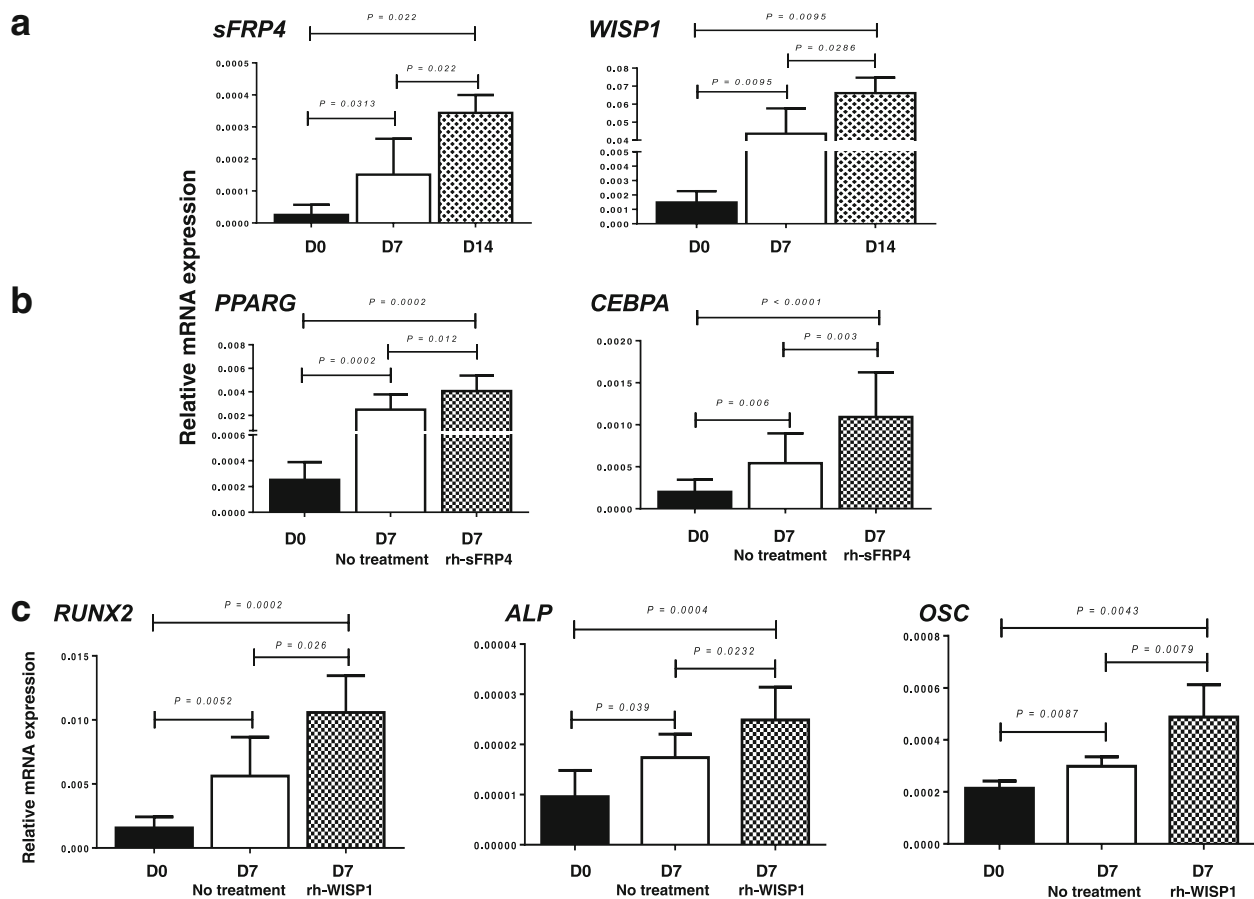 a
sFRP4
P = 0.022
P = 0.022
P = 0.0313
0.0005
0.0004
0.0003
0.0002
0.0001
0.0000
D0 D7 D14
WISP1
P = 0.0095
P = 0.0286
P = 0.0095
0.08
0.07
0.06
0.05
0.04
0.005
0.004
0.003
0.002
0.001
0.000
D0 D7 D14
Relative mRNA expression
b
PPARG
P = 0.0002
P = 0.012
P = 0.0002
0.008
0.006
0.004
0.002
0.0006
0.0004
0.0002
0.0000
D0 D7 D7
No treatment rh-sFRP4
CEBPA
P < 0.0001
P = 0.003
P = 0.006
0.0020
0.0015
0.0010
0.0005
0.0000
D0 D7 D7
No treatment rh-sFRP4
c
RUNX2
P = 0.0002
P = 0.026
P = 0.0052
Relative mRNA expression
0.015
0.010
0.005
0.000
D0 D7 D7
No treatment rh-WISP1
ALP
P = 0.0004
P = 0.0232
P = 0.039
0.00004
0.00003
0.00002
0.00001
0.00000
D0 D7 D7
No treatment rh-WISP1
OSC
P = 0.0043
P = 0.0079
P = 0.0087
0.0008
0.0006
0.0004
0.0002
0.0000
D0 D7 D7
No treatment rh-WISP1